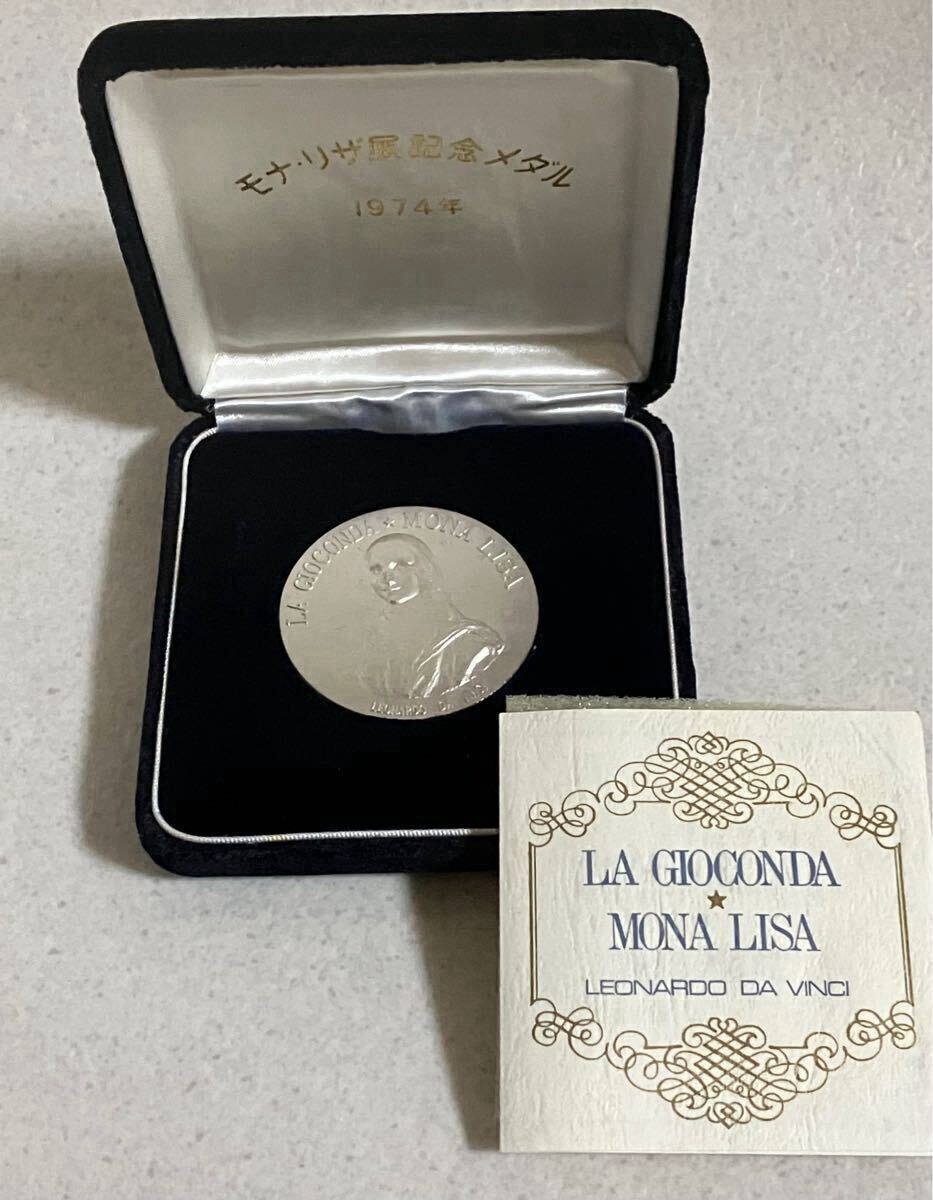 モナ・リザ展記念メダル
1974年
LA GIOCONDA ★ MONA LISA
LEONARDO DA VINCI
LA GIOCONDA
★
MONA LISA
LEONARDO DA VINCI